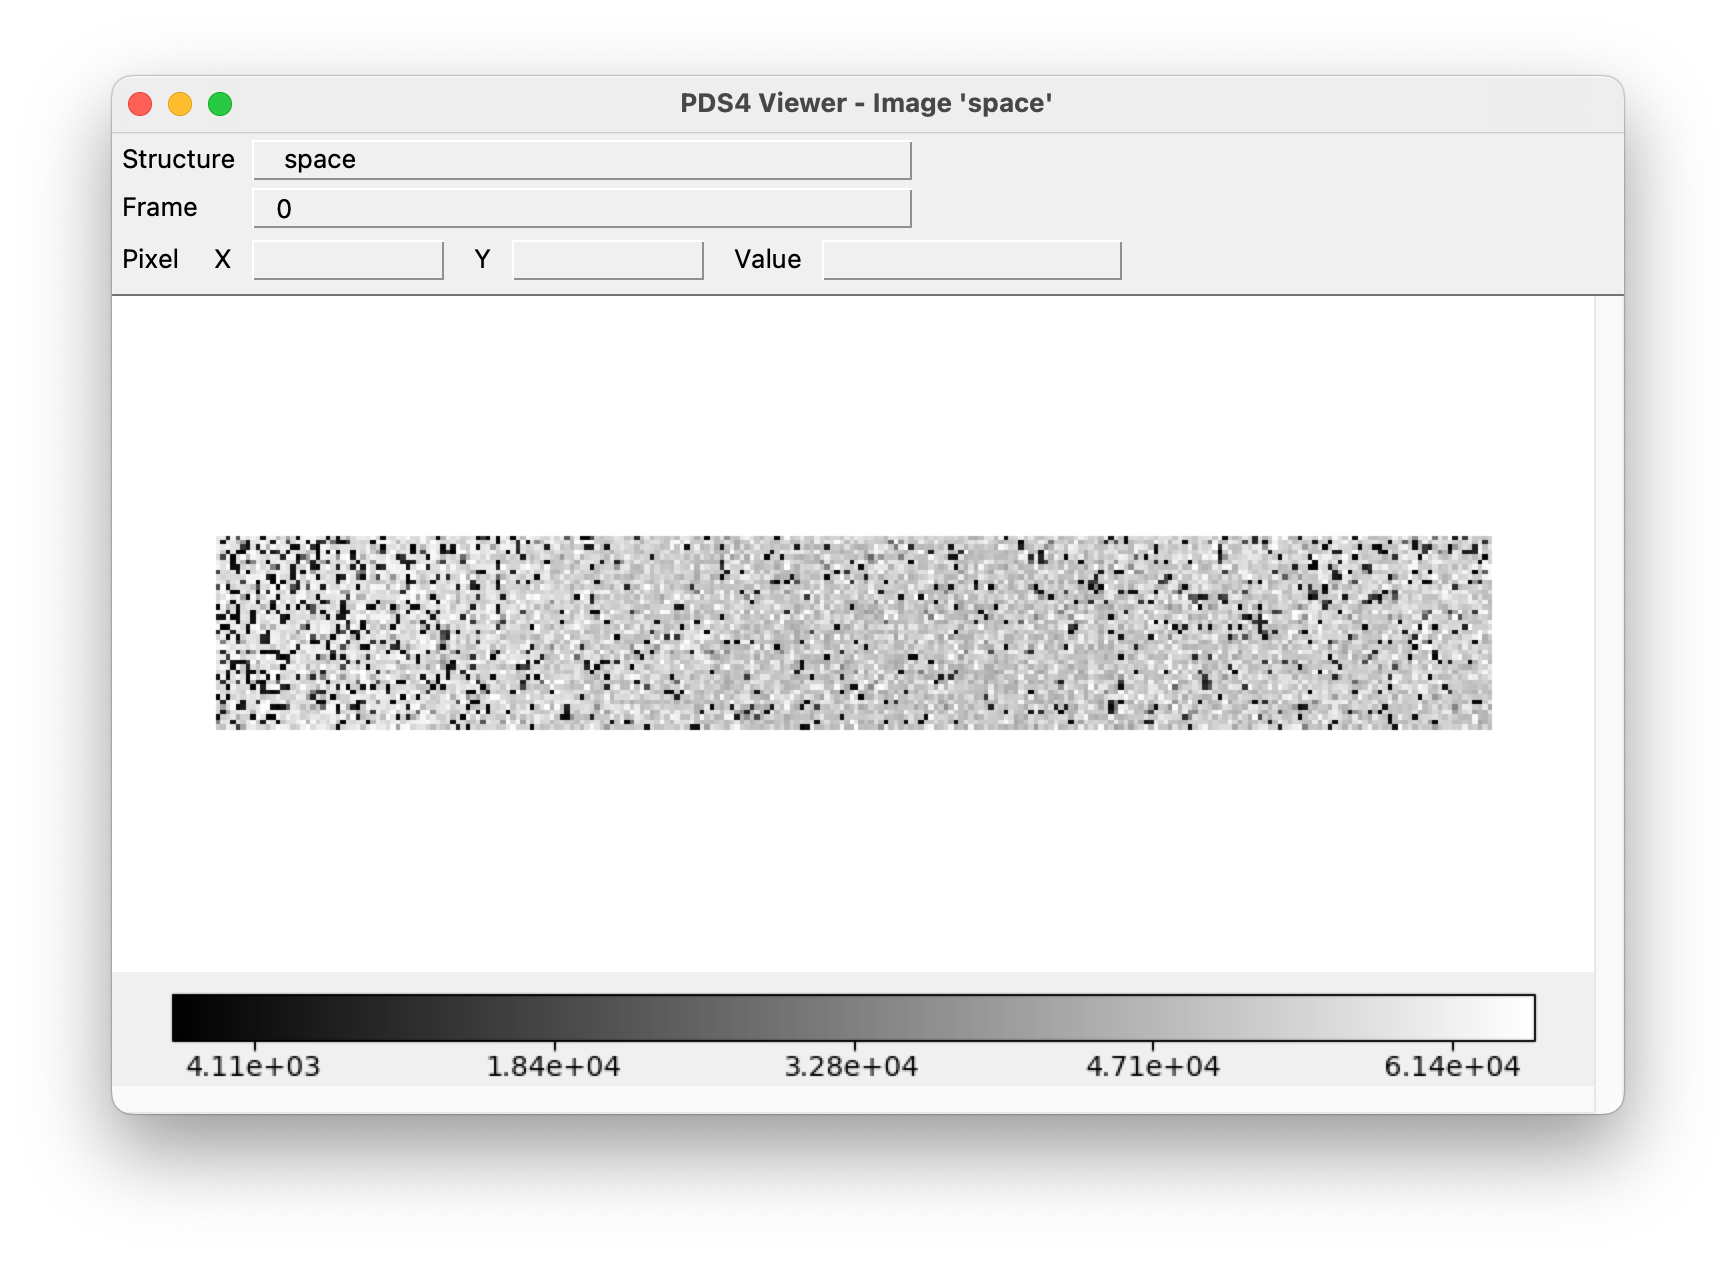 PDS4 Viewer - Image 'space'
Structure space
Frame 0
Pixel X Y Value
4.11e+03 1.84e+04 3.28e+04 4.71e+04 6.14e+04